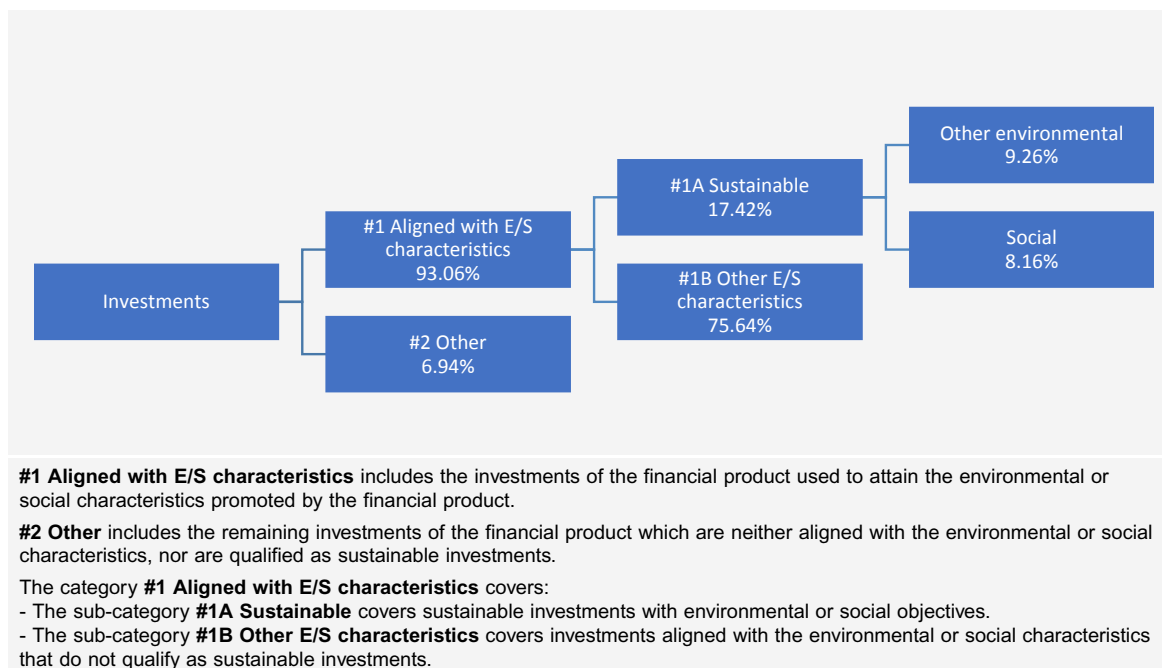 Investments
#1 Aligned with E/S
characteristics
93.06%
#2 Other
6.94%
#1A Sustainable
17.42%
#1B Other E/S
characteristics
75.64%
Other environmental
9.26%
Social
8.16%
#1 Aligned with E/S characteristics includes the investments of the financial product used to attain the environmental or
social characteristics promoted by the financial product.
#2 Other includes the remaining investments of the financial product which are neither aligned with the environmental or social
characteristics, nor are qualified as sustainable investments.
The category #1 Aligned with E/S characteristics covers:
- The sub-category #1A Sustainable covers sustainable investments with environmental or social objectives.
- The sub-category #1B Other E/S characteristics covers investments aligned with the environmental or social characteristics
that do not qualify as sustainable investments.